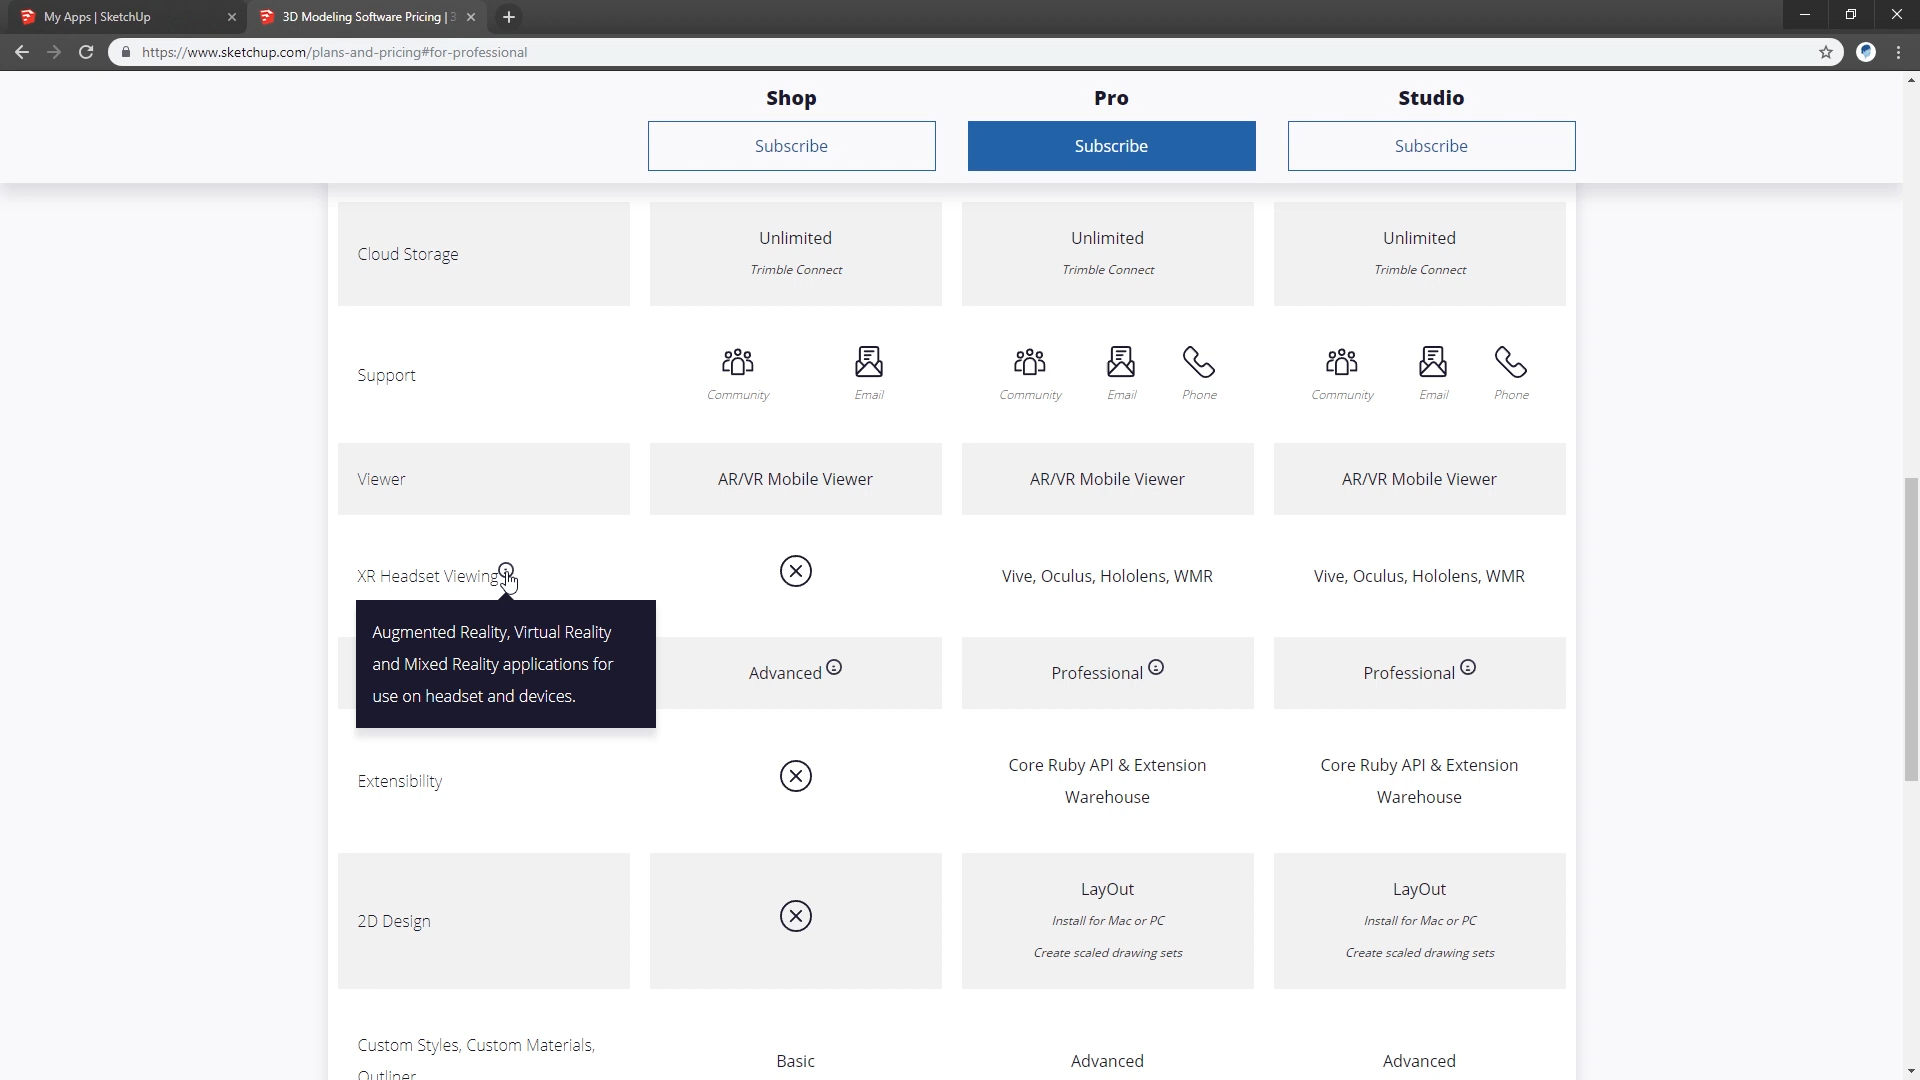 My Apps | SketchUp
3D Modeling Software Pricing |
https://www.sketchup.com/plans-and-pricing#for-professional
Shop Pro Studio
Subscribe Subscribe Subscribe
Cloud Storage
Unlimited Unlimited Unlimited
Trimble Connect Trimble Connect Trimble Connect
Support
Community Email Community Email Phone Community Email Phone
Viewer AR/VR Mobile Viewer AR/VR Mobile Viewer AR/VR Mobile Viewer
XR Headset Viewing Vive, Oculus, Hololens, WMR Vive, Oculus, Hololens, WMR
Augmented Reality, Virtual Reality
and Mixed Reality applications for
use on headset and devices.
Advanced Professional Professional
Extensibility
Core Ruby API & Extension Core Ruby API & Extension
Warehouse Warehouse
2D Design
LayOut LayOut
Install for Mac or PC Install for Mac or PC
Create scaled drawing sets Create scaled drawing sets
Custom Styles, Custom Materials,
Outliner
Basic Advanced Advanced